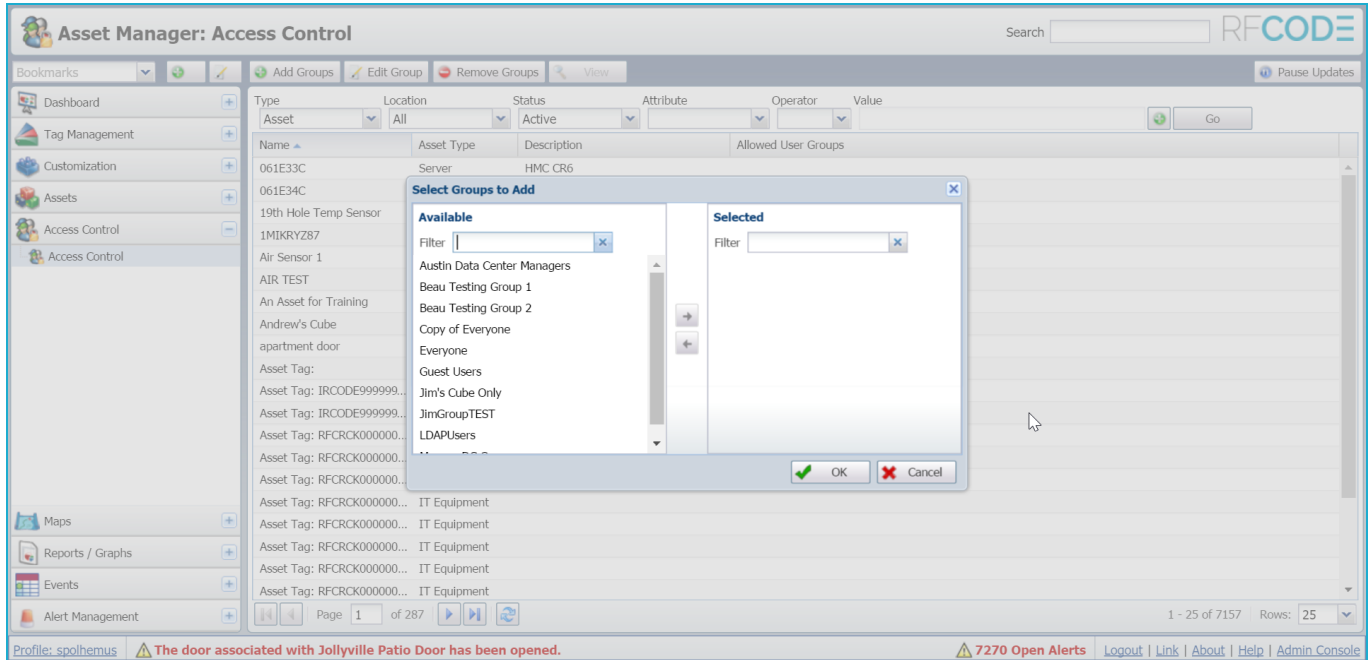 Asset Manager: Access Control
Search
RFCODE
Bookmarks
Add Groups Edit Group Remove Groups View
Pause Updates
Dashboard
Tag Management
Customization
Assets
Access Control
Access Control
Maps
Reports / Graphs
Events
Alert Management
Type Location Status Attribute Operator Value
Asset All Active Go
Name Asset Type Description Allowed User Groups
061E33C Server HMC CR6
061E34C
19th Hole Temp Sensor
1MIKRYZ87
Air Sensor 1
AIR TEST
An Asset for Training
Andrew's Cube
apartment door
Asset Tag:
Asset Tag: IRCODE999999...
Asset Tag: IRCODE999999...
Asset Tag: RFCRCK000000...
Asset Tag: RFCRCK000000...
Asset Tag: RFCRCK000000...
Asset Tag: RFCRCK000000... IT Equipment
Asset Tag: RFCRCK000000... IT Equipment
Asset Tag: RFCRCK000000... IT Equipment
Asset Tag: RFCRCK000000... IT Equipment
Asset Tag: RFCRCK000000... IT Equipment
Select Groups to Add
Available
Filter
Austin Data Center Managers
Beau Testing Group 1
Beau Testing Group 2
Copy of Everyone
Everyone
Guest Users
Jim's Cube Only
JimGroupTEST
LDAPUsers
Selected
Filter
OK Cancel
Page 1 of 287
1 - 25 of 7157 Rows: 25
Profile: spolhemus The door associated with Jollyville Patio Door has been opened. 7270 Open Alerts Logout | Link | About | Help | Admin Console